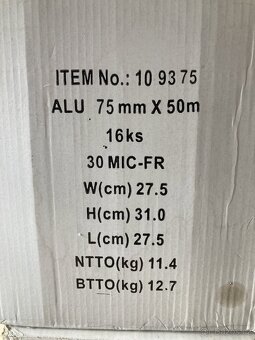 ITEM No.: 10 93 75
ALU 75 mm X 50m
16ks
30 MIC-FR
W(cm) 27.5
H(cm) 31.0
L(cm) 27.5
NTTO(kg) 11.4
BTTO(kg) 12.7